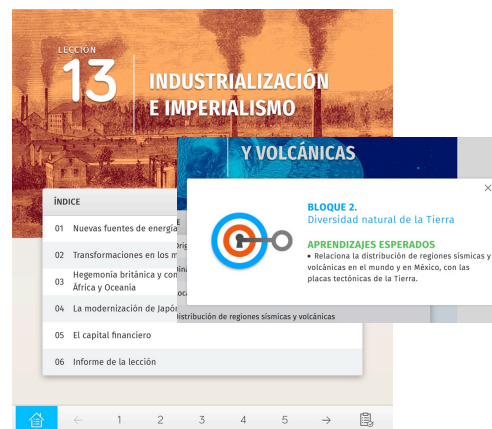 LECCIÓN
13
INDUSTRIALIZACIÓN
E IMPERIALISMO
ÍNDICE
01 Nuevas fuentes de energía
02 Transformaciones en los m
03 Hegemonía británica y con
África y Oceanía
04 La modernización de Japón
05 El capital financiero
06 Informe de la lección
1 2 3 4 5
Y VOLCÁNICAS
×
BLOQUE 2.
Diversidad natural de la Tierra
APRENDIZAJES ESPERADOS
• Relaciona la distribución de regiones sísmicas y
volcánicas en el mundo y en México, con las
placas tectónicas de la Tierra.
Distribución de regiones sísmicas y volcánicas